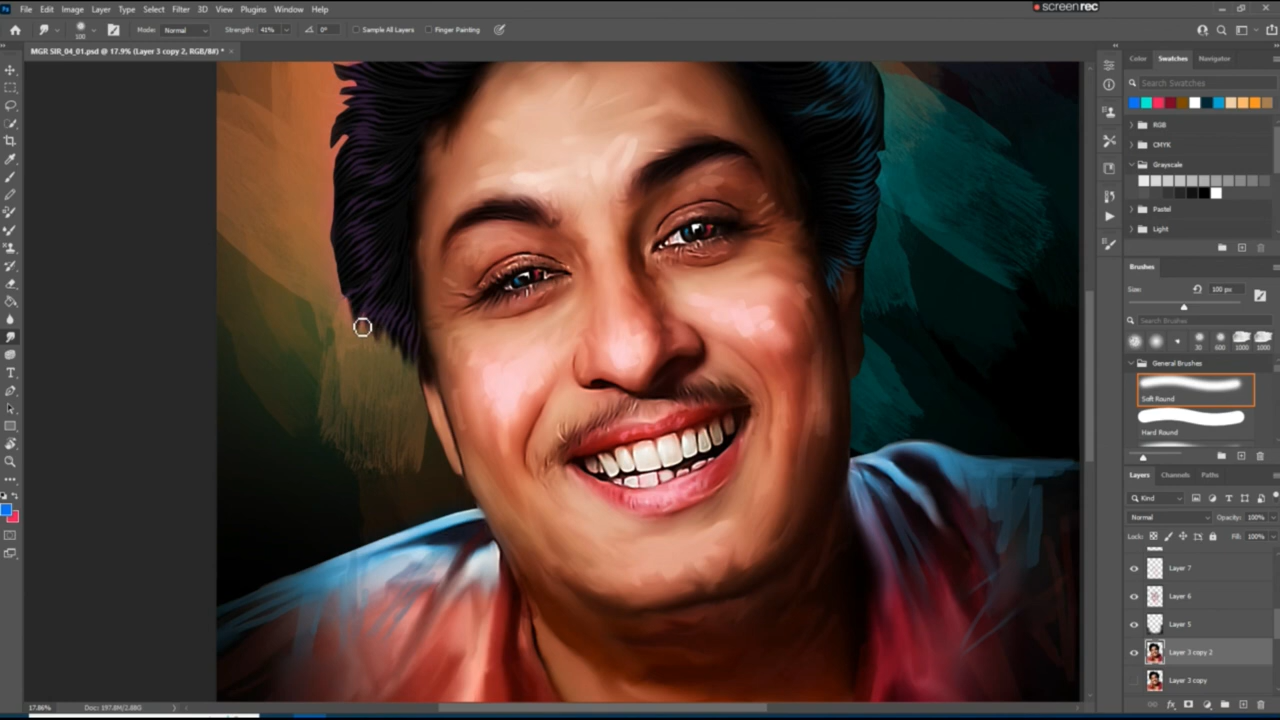 screenrec
Ps File Edit Image Layer Type Select Filter 3D View Plugins Window Help
100 Mode: Normal Strength: 41% 0° Sample All Layers Finger Painting
MGR SIR_04_01.psd @ 17.9% (Layer 3 copy 2, RGB/8#) * ×
Color Swatches Navigator
Search Swatches
RGB
CMYK
Grayscale
Pastel
Light
Brushes
Size: 100 px
Search Brushes
30 600 1000 1000
General Brushes
Soft Round
Hard Round
Layers Channels Paths
Kind
Normal Opacity: 100%
Lock: Fill: 100%
Layer 7
Layer 6
Layer 5
Layer 3 copy 2
Layer 3 copy
17.86% Doc: 197.8M/2.88G